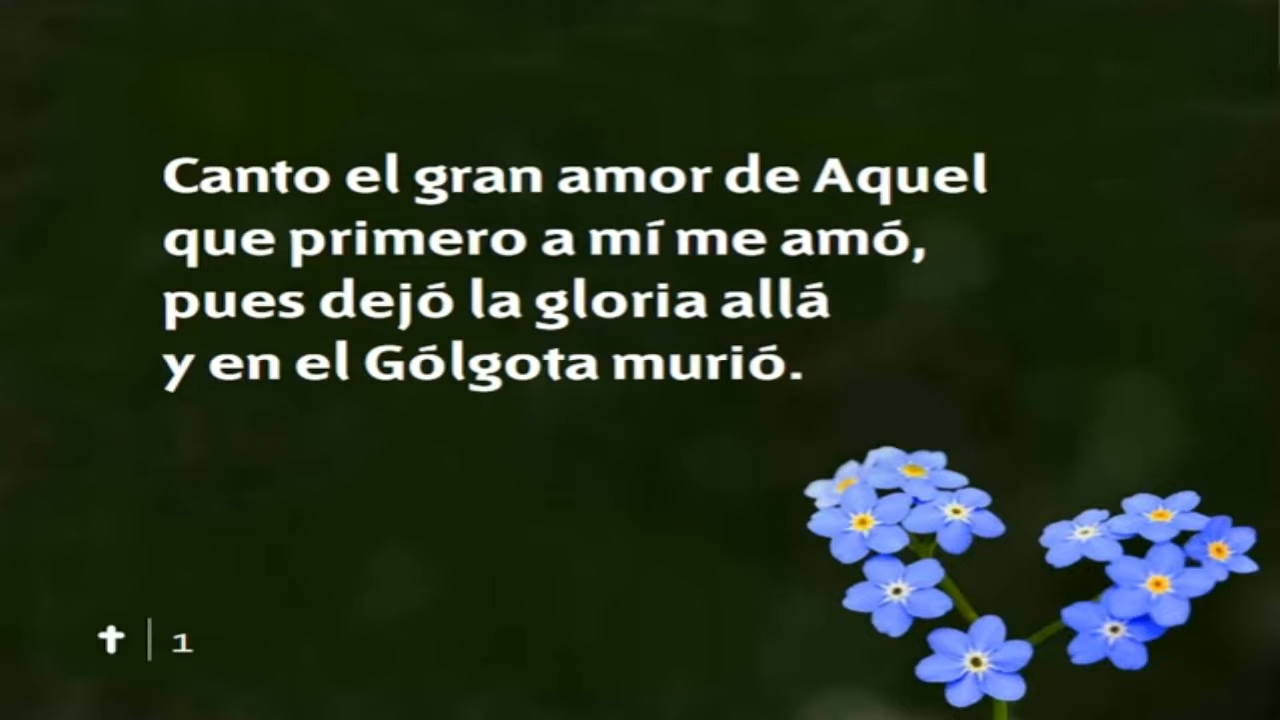 Canto el gran amor de Aquel
que primero a mí me amó,
pues dejó la gloria allá
y en el Gólgota murió.
1